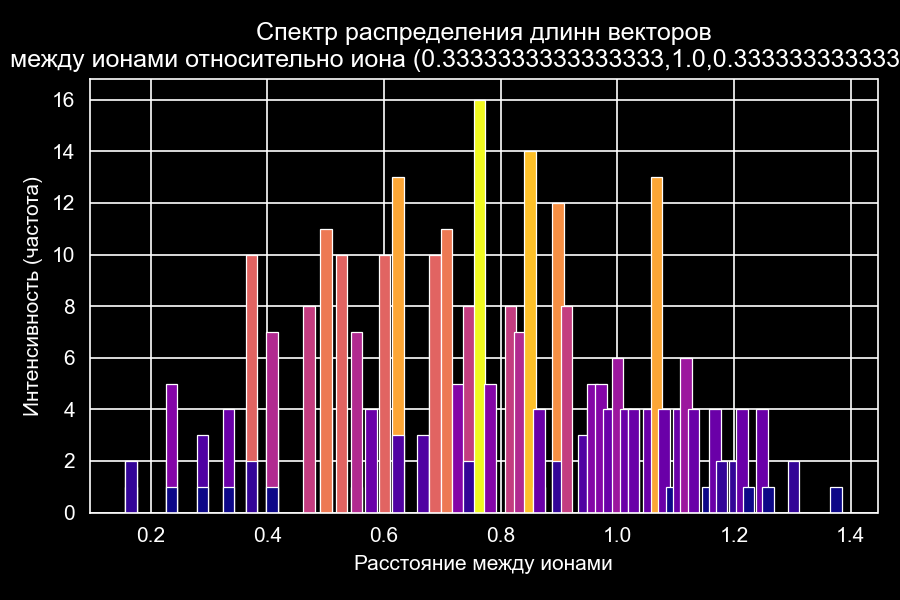 Спектр распределения длинн векторов
между ионами относительно иона (0.3333333333333333,1.0,0.333333333333
16
14
12
10
8
6
4
2
0
Интенсивность (частота)
0.2 0.4 0.6 0.8 1.0 1.2 1.4
Расстояние между ионами